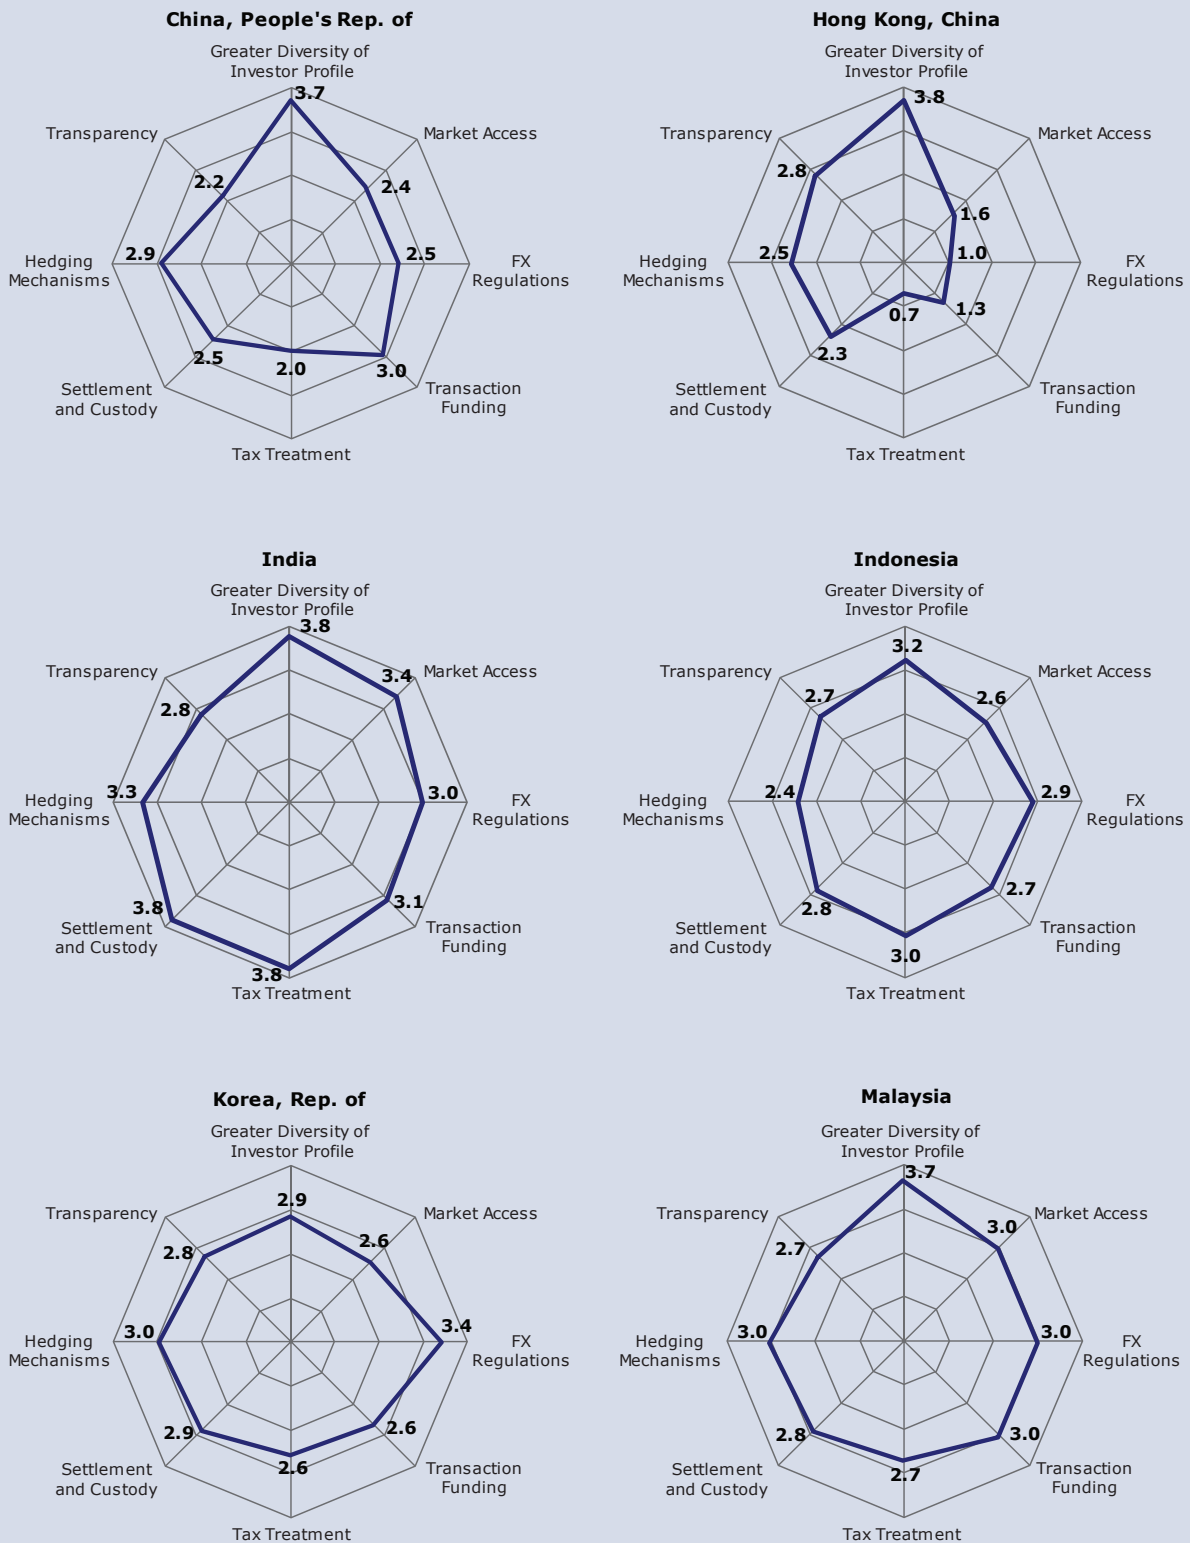 China, People's Rep. of
Greater Diversity of
Investor Profile
3.7
Transparency
Market Access
2.2
2.4
2.9
2.5
Hedging
Mechanisms
FX
Regulations
2.5
2.0
3.0
Settlement
and Custody
Transaction
Funding
Tax Treatment
Hong Kong, China
Greater Diversity of
Investor Profile
3.8
Transparency
Market Access
2.8
1.6
2.5
1.0
Hedging
Mechanisms
FX
Regulations
1.3
0.7
2.3
Settlement
and Custody
Transaction
Funding
Tax Treatment
India
Greater Diversity of
Investor Profile
3.8
Transparency
Market Access
3.4
2.8
3.3
3.0
Hedging
Mechanisms
FX
Regulations
3.8
3.1
Settlement
and Custody
Transaction
Funding
3.8
Tax Treatment
Indonesia
Greater Diversity of
Investor Profile
3.2
Transparency
Market Access
2.7
2.6
2.4
2.9
Hedging
Mechanisms
FX
Regulations
2.8
2.7
3.0
Settlement
and Custody
Transaction
Funding
Tax Treatment
Korea, Rep. of
Greater Diversity of
Investor Profile
2.9
Transparency
Market Access
2.8
2.6
3.0
3.4
Hedging
Mechanisms
FX
Regulations
2.9
2.6
2.6
Settlement
and Custody
Transaction
Funding
Tax Treatment
Malaysia
Greater Diversity of
Investor Profile
3.7
Transparency
Market Access
2.7
3.0
3.0
3.0
Hedging
Mechanisms
FX
Regulations
2.8
3.0
2.7
Settlement
and Custody
Transaction
Funding
Tax Treatment